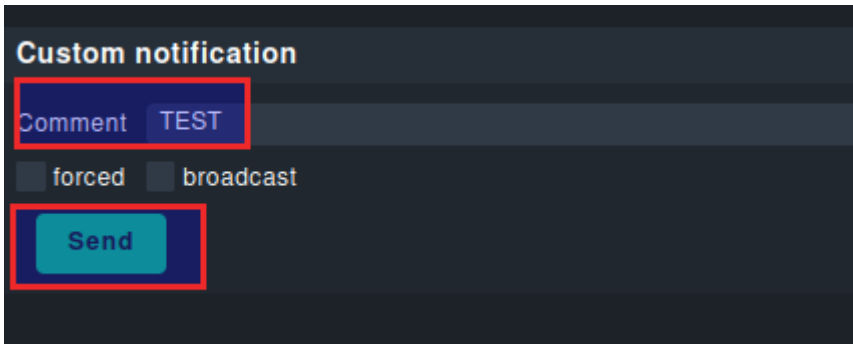 Custom notification
Comment TEST
forced broadcast
Send